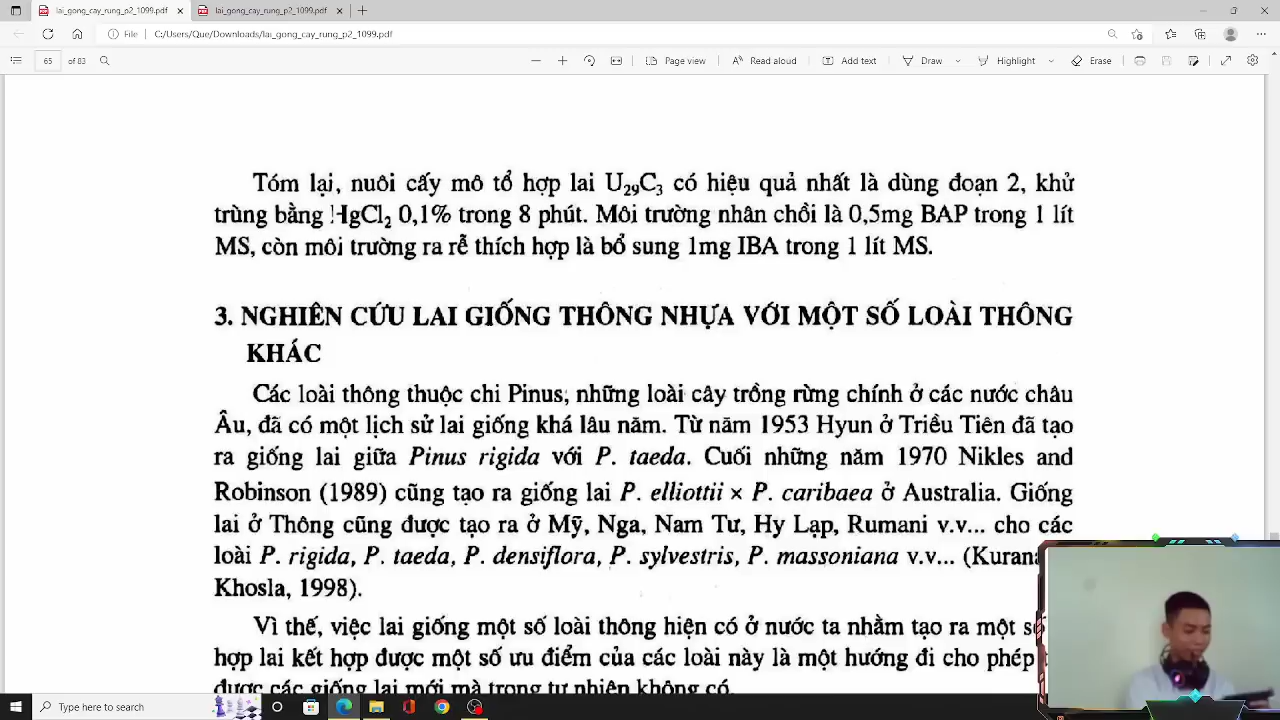 lai_gong_cay_rung_p2_1099.pdf
lai_gong_cay_rung_p2_1099.pdf
File
C:/Users/Que/Downloads/lai_gong_cay_rung_p2_1099.pdf
65 of 83
Page view
Read aloud
Add text
Draw
Highlight
Erase
Tóm lại, nuôi cấy mô tổ hợp lai U₂₉C₃ có hiệu quả nhất là dùng đoạn 2, khử
trùng bằng HgCl₂ 0,1% trong 8 phút. Môi trường nhân chồi là 0,5mg BAP trong 1 lít
MS, còn môi trường ra rễ thích hợp là bổ sung 1mg IBA trong 1 lít MS.
3. NGHIÊN CỨU LAI GIỐNG THÔNG NHỰA VỚI MỘT SỐ LOÀI THÔNG
KHÁC
Các loài thông thuộc chi Pinus, những loài cây trồng rừng chính ở các nước châu
Âu, đã có một lịch sử lai giống khá lâu năm. Từ năm 1953 Hyun ở Triều Tiên đã tạo
ra giống lai giữa Pinus rigida với P. taeda. Cuối những năm 1970 Nikles and
Robinson (1989) cũng tạo ra giống lai P. elliottii × P. caribaea ở Australia. Giống
lai ở Thông cũng được tạo ra ở Mỹ, Nga, Nam Tư, Hy Lạp, Rumani v.v... cho các
loài P. rigida, P. taeda, P. densiflora, P. sylvestris, P. massoniana v.v...
Khosla, 1998).
Vì thế, việc lai giống một số loài thông hiện có ở nước ta nhằm tạo ra một
hợp lai kết hợp được một số ưu điểm của các loài này là một hướng đi cho phép
được các giống lai mới mà trong tự nhiên không có.
Type here to search